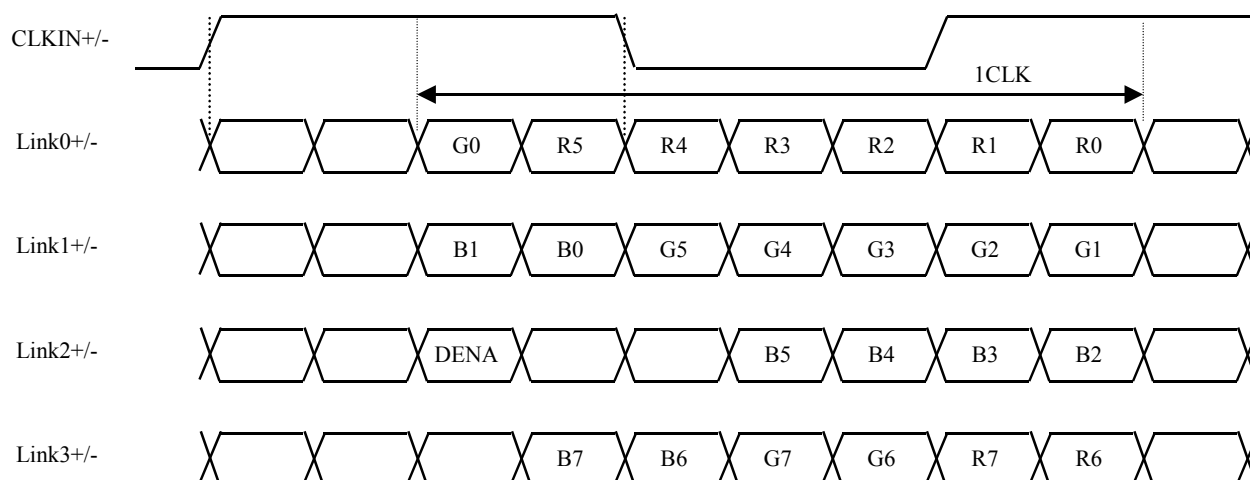 CLKIN+/-
1CLK
Link0+/- G0 R5 R4 R3 R2 R1 R0
Link1+/- B1 B0 G5 G4 G3 G2 G1
Link2+/- DENA B5 B4 B3 B2
Link3+/- B7 B6 G7 G6 R7 R6